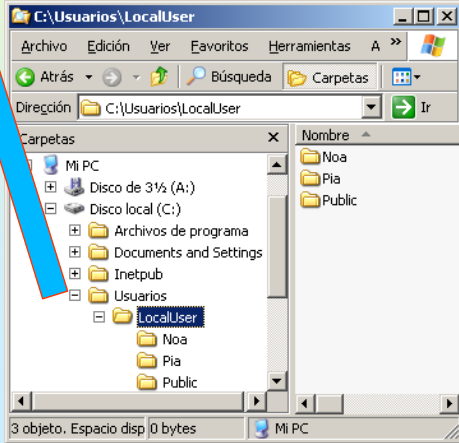 C:\Usuarios\LocalUser
Archivo Edición Ver Favoritos Herramientas A »
Atrás Búsqueda Carpetas
Dirección C:\Usuarios\LocalUser Ir
Carpetas x Nombre
Mi PC
Disco de 3½ (A:)
Disco local (C:)
Archivos de programa
Documents and Settings
Inetpub
Usuarios
LocalUser
Noa
Pia
Public
Noa
Pia
Public
3 objeto. Espacio disp 0 bytes Mi PC